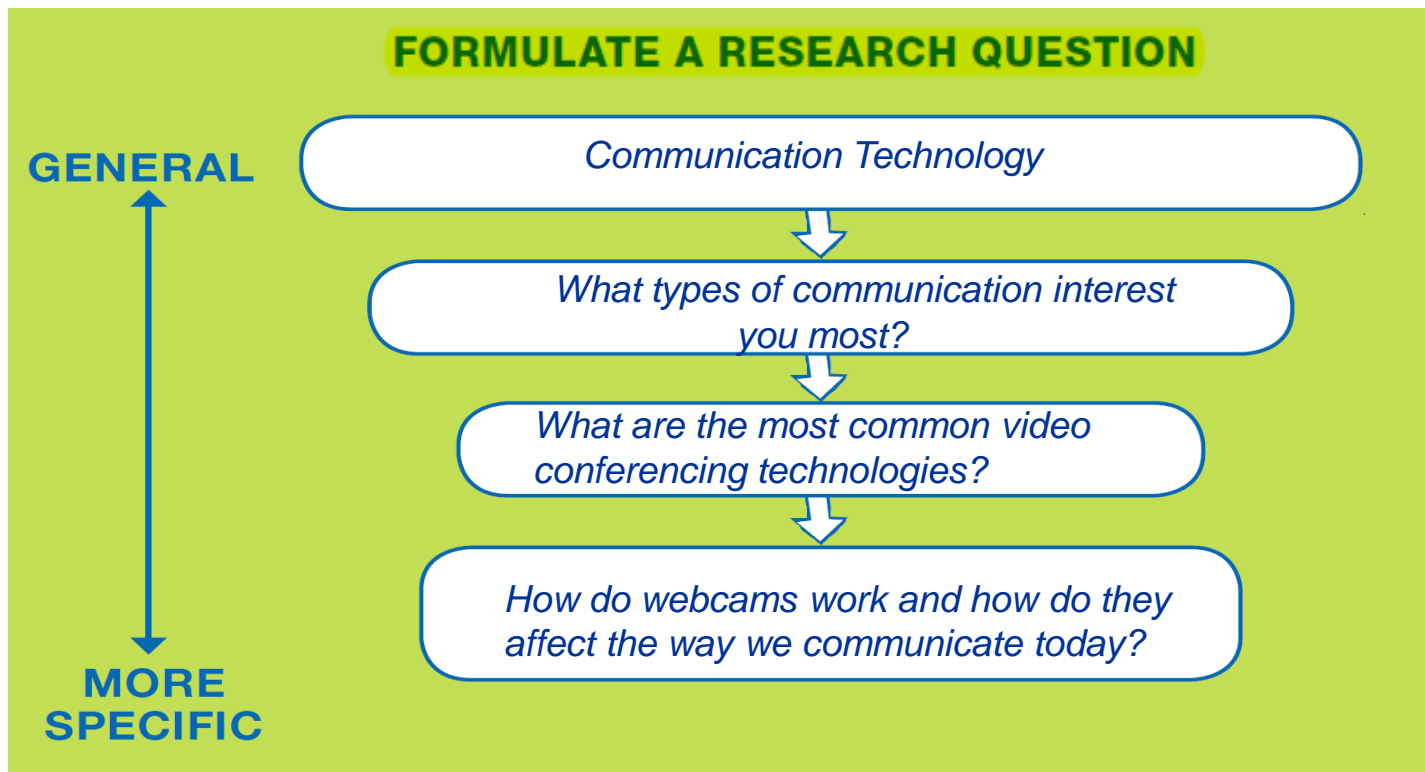 FORMULATE A RESEARCH QUESTION
GENERAL
Communication Technology
What types of communication interest
you most?
What are the most common video
conferencing technologies?
How do webcams work and how do they
affect the way we communicate today?
MORE
SPECIFIC